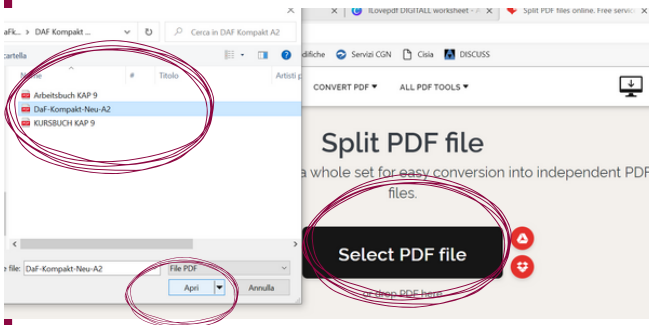 aFk... > DAF Kompakt ...
Cerca in DAF Kompakt A2
cartella
Nome
#
Titolo
Artisti p
Arbeitsbuch KAP 9
DaF-Kompakt-Neu-A2
KURSBUCH KAP 9
e file: DaF-Kompakt-Neu-A2
File PDF
Apri
Annulla
ILovepdf DIGITALL worksheet - A
Split PDF files online. Free service
difiche
Servizi CGN
Cisia
DISCUSS
CONVERT PDF
ALL PDF TOOLS
Split PDF file
a whole set for easy conversion into independent PDF
files.
Select PDF file
or drop PDF here